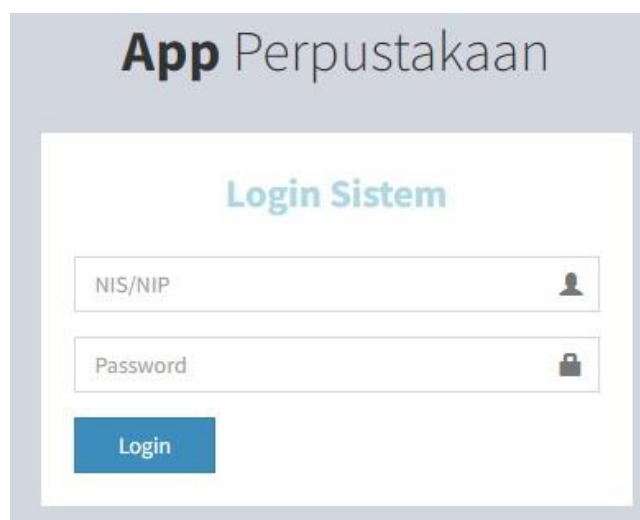 App Perpustakaan
Login Sistem
NIS/NIP
Password
Login